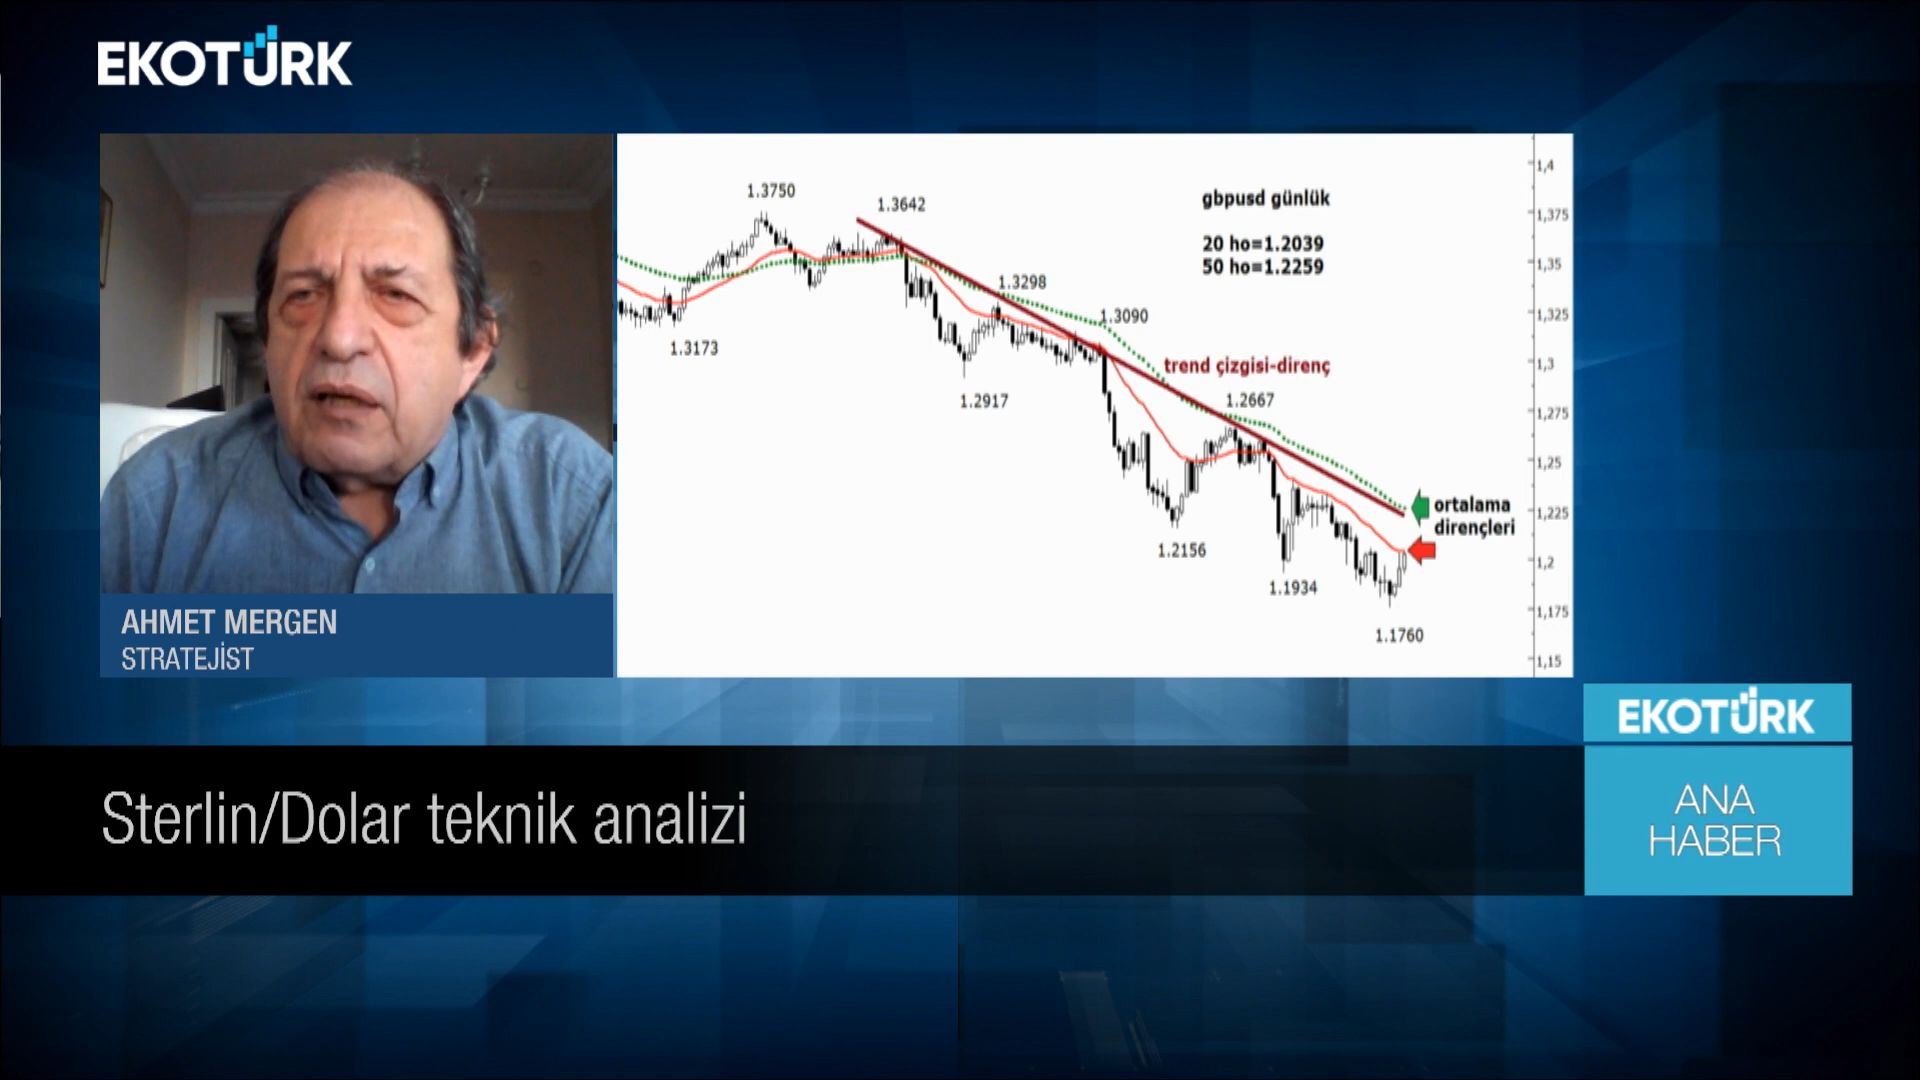 EKOTÜRK
AHMET MERGEN
STRATEJİST
1.3750
1.3642
gbpusd günlük
20 ho=1.2039
50 ho=1.2259
1.3298
1.3090
1.3173
trend çizgisi-direnç
1.2917
1.2667
ortalama
dirençleri
1.2156
1.1934
1.1760
1,4
1,375
1,35
1,325
1,3
1,275
1,25
1,225
1,2
1,175
1,15
EKOTÜRK
ANA
HABER
Sterlin/Dolar teknik analizi